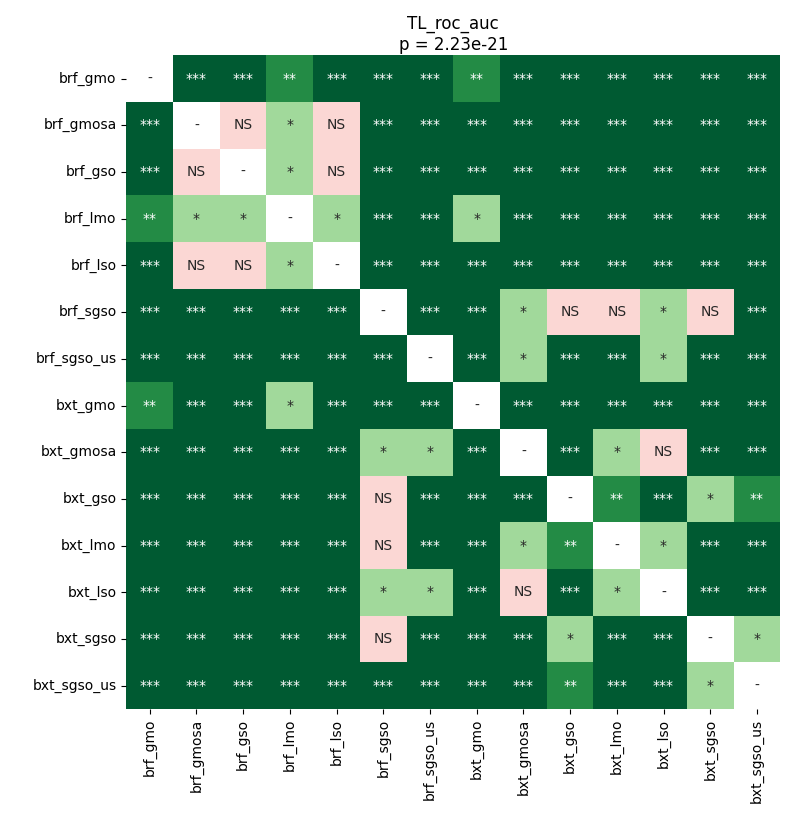 TL_roc_auc
p = 2.23e-21
brf_gmo - *** *** ** *** *** *** ** *** *** *** *** *** ***
brf_gmosa *** - NS * NS *** *** *** *** *** *** *** *** ***
brf_gso *** NS - * NS *** *** *** *** *** *** *** *** ***
brf_lmo ** * * - * *** *** * *** *** *** *** *** ***
brf_lso *** NS NS * - *** *** *** *** *** *** *** *** ***
brf_sgso *** *** *** *** *** - *** *** * NS NS * NS ***
brf_sgso_us *** *** *** *** *** *** - *** * *** *** * *** ***
bxt_gmo ** *** *** * *** *** *** - *** *** *** *** *** ***
bxt_gmosa *** *** *** *** *** * * *** - *** * NS *** ***
bxt_gso *** *** *** *** *** NS *** *** *** - ** *** * **
bxt_lmo *** *** *** *** *** NS *** *** * ** - * *** ***
bxt_lso *** *** *** *** *** * * *** NS *** * - *** ***
bxt_sgso *** *** *** *** *** NS *** *** *** * *** *** - *
bxt_sgso_us *** *** *** *** *** *** *** *** *** ** *** *** * -
brf_gmo
brf_gmosa
brf_gso
brf_lmo
brf_lso
brf_sgso
brf_sgso_us
bxt_gmo
bxt_gmosa
bxt_gso
bxt_lmo
bxt_lso
bxt_sgso
bxt_sgso_us